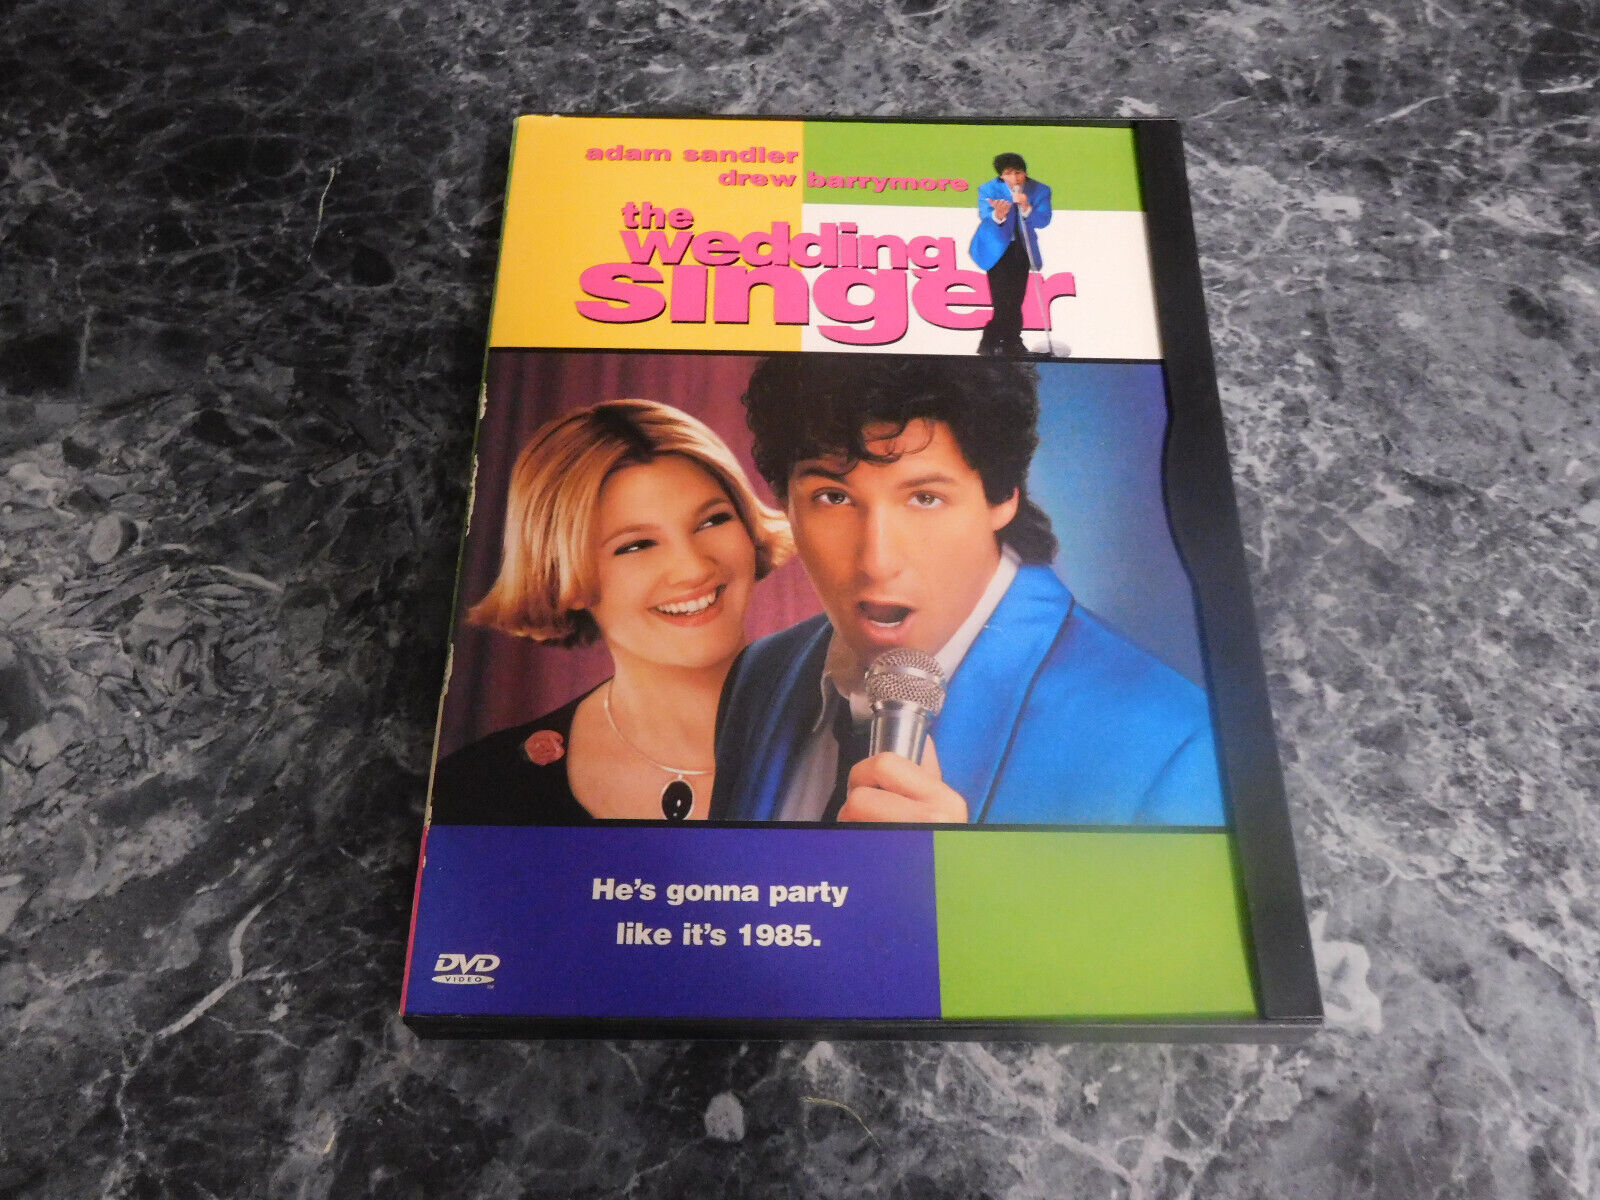 adam sandler
drew barrymore
the
wedding
singer
He's gonna party
like it's 1985.
DVD
VIDEO